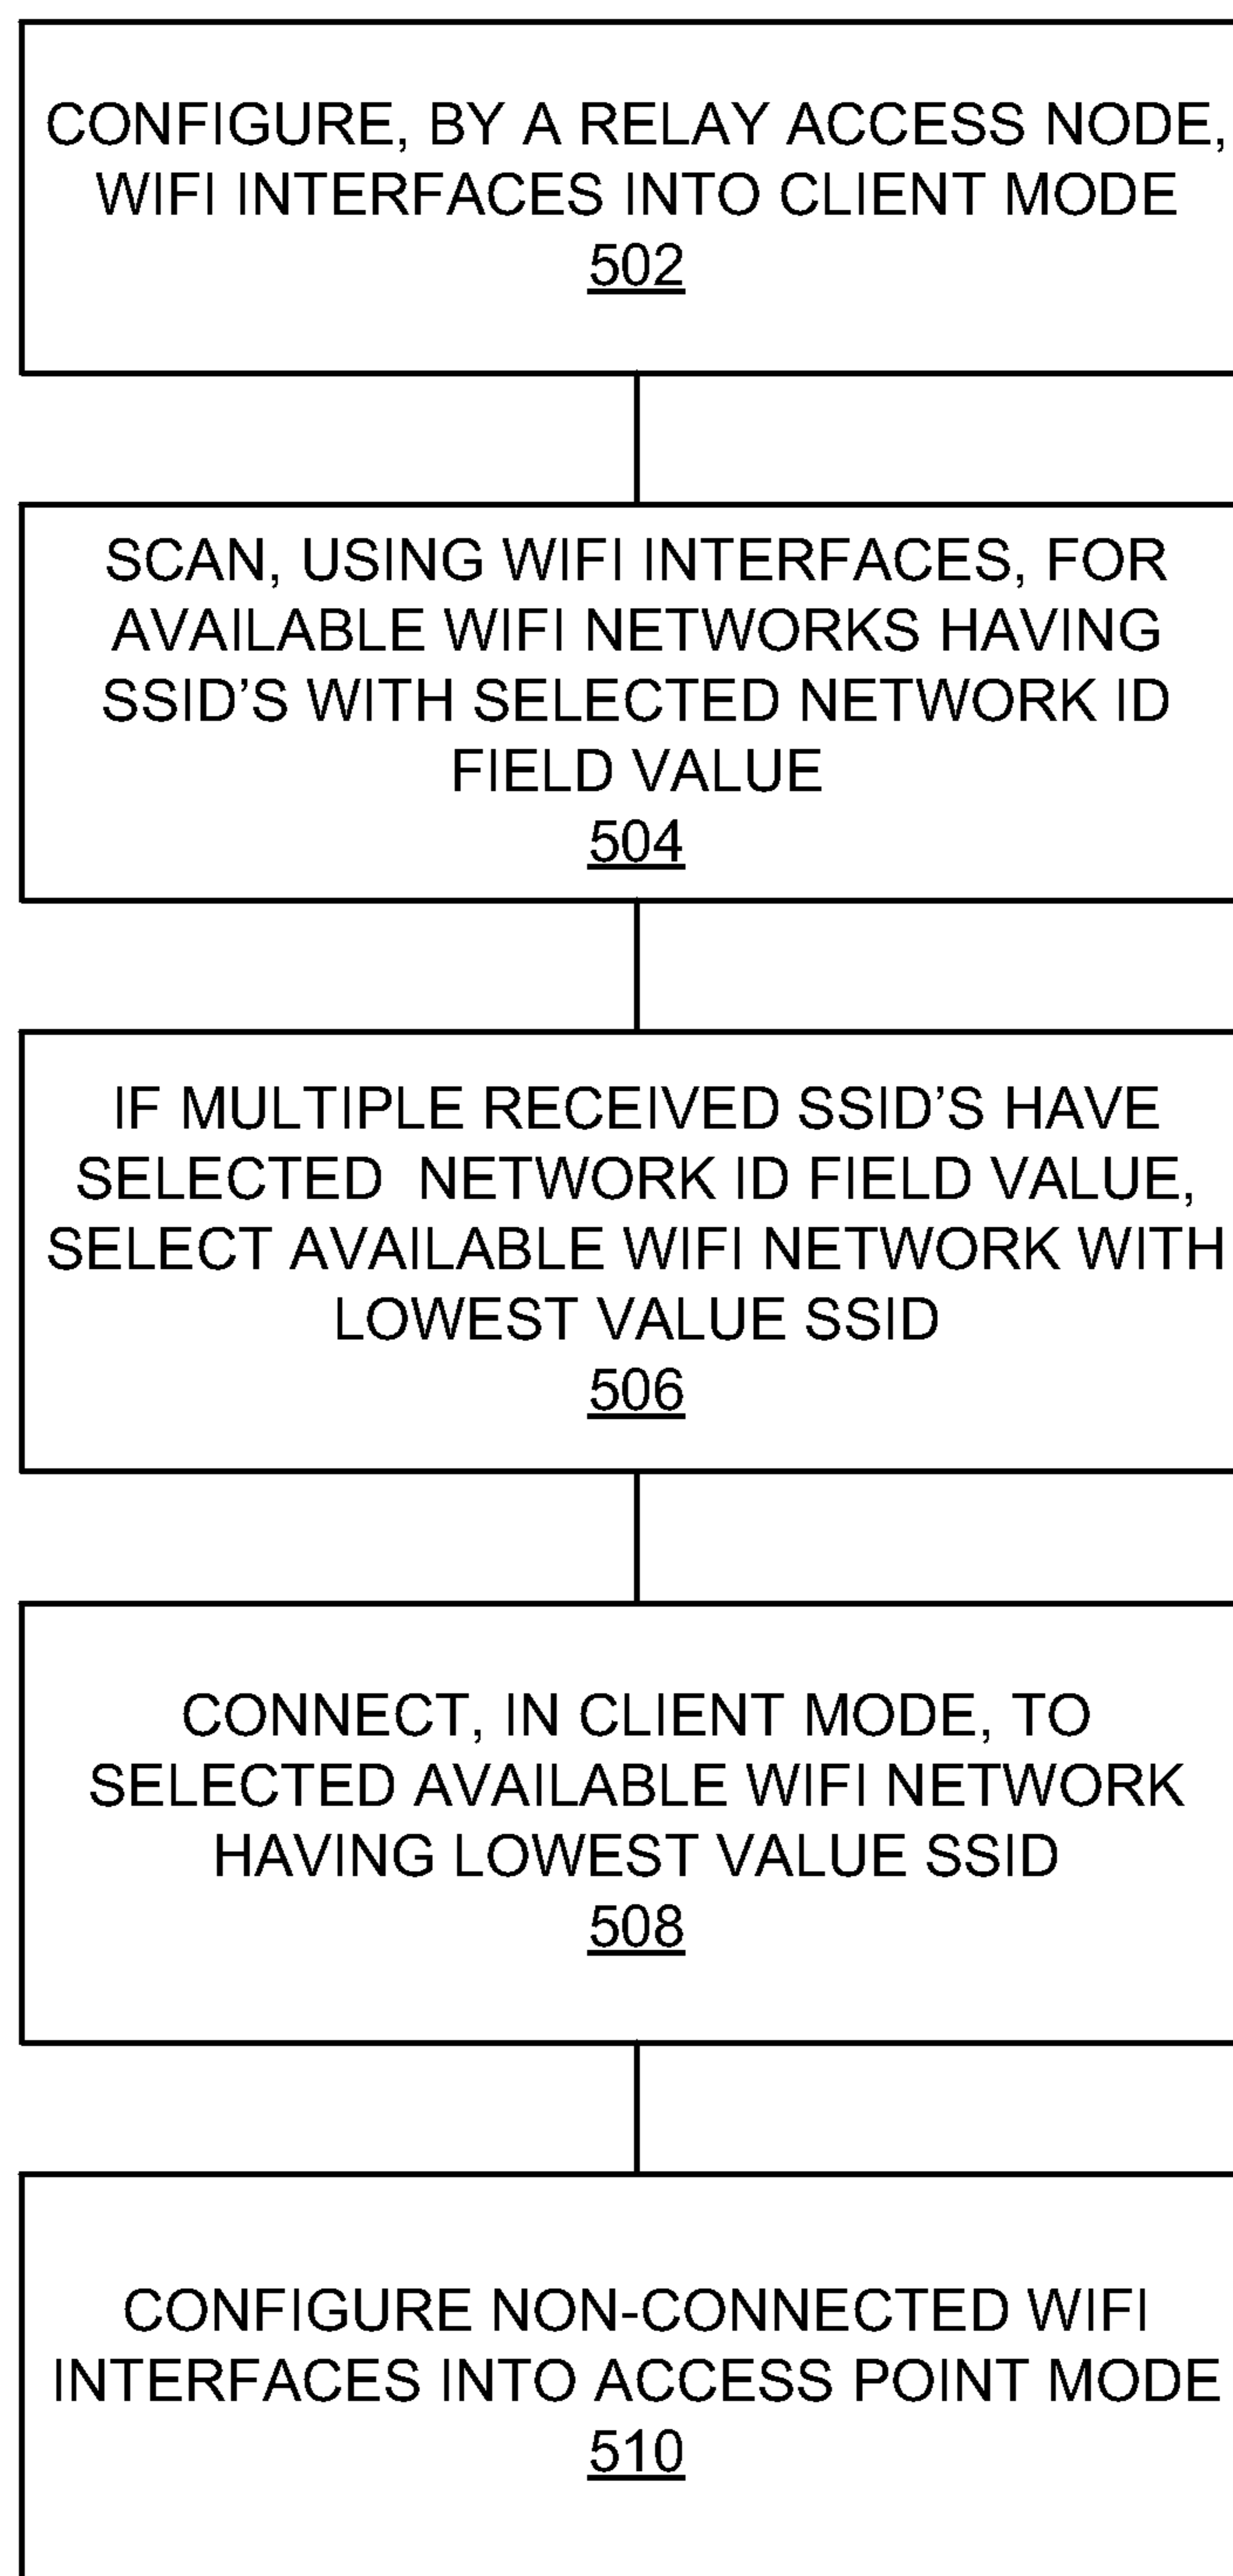 CONFIGURE, BY A RELAY ACCESS NODE,
WIFI INTERFACES INTO CLIENT MODE
502
SCAN, USING WIFI INTERFACES, FOR
AVAILABLE WIFI NETWORKS HAVING
SSID'S WITH SELECTED NETWORK ID
FIELD VALUE
504
IF MULTIPLE RECEIVED SSID'S HAVE
SELECTED  NETWORK ID FIELD VALUE,
SELECT AVAILABLE WIFI NETWORK WITH
LOWEST VALUE SSID
506
CONNECT, IN CLIENT MODE, TO
SELECTED AVAILABLE WIFI NETWORK
HAVING LOWEST VALUE SSID
508
CONFIGURE NON-CONNECTED WIFI
INTERFACES INTO ACCESS POINT MODE
510